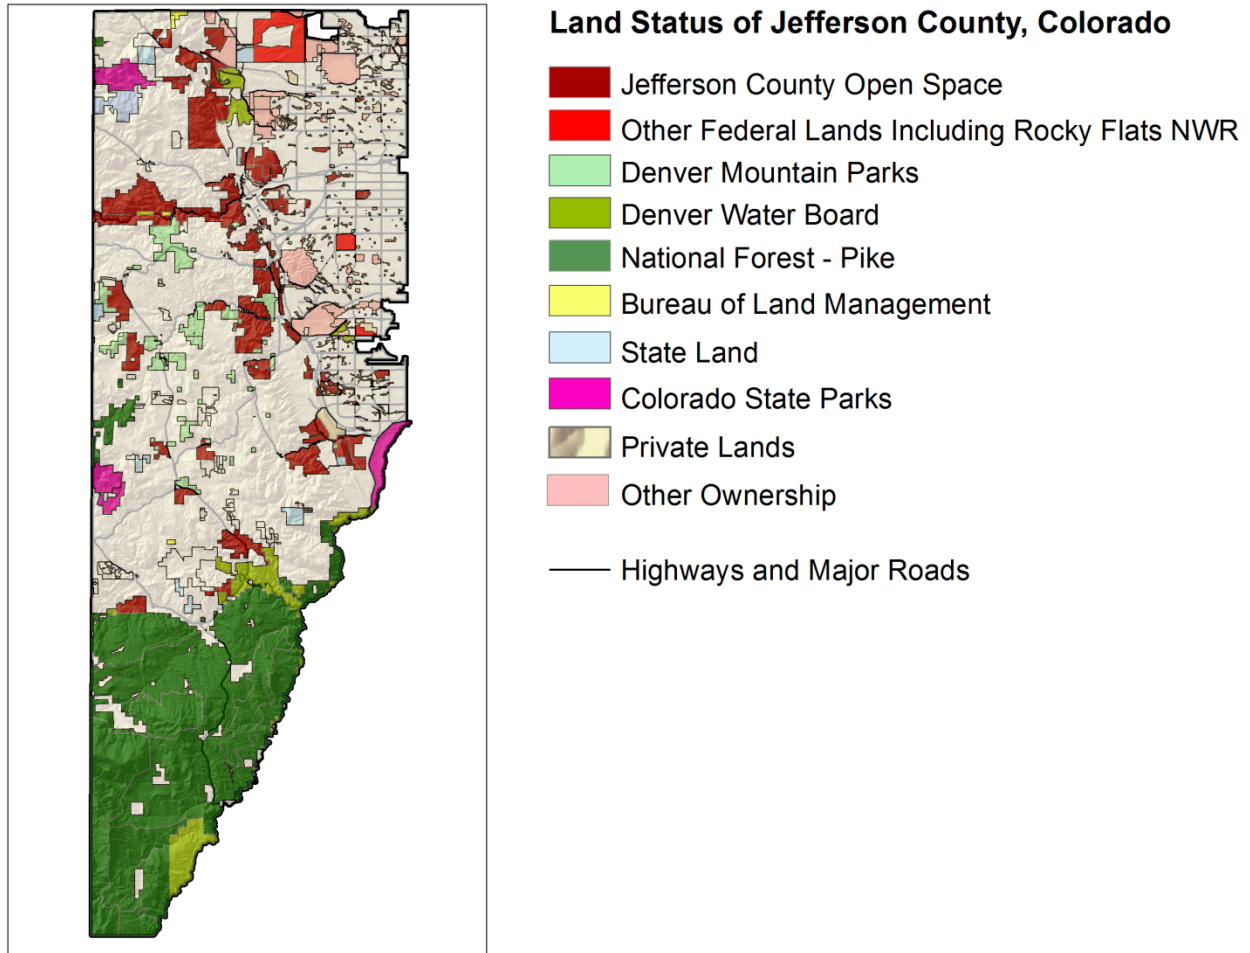 Land Status of Jefferson County, Colorado
Jefferson County Open Space
Other Federal Lands Including Rocky Flats NWR
Denver Mountain Parks
Denver Water Board
National Forest - Pike
Bureau of Land Management
State Land
Colorado State Parks
Private Lands
Other Ownership
Highways and Major Roads